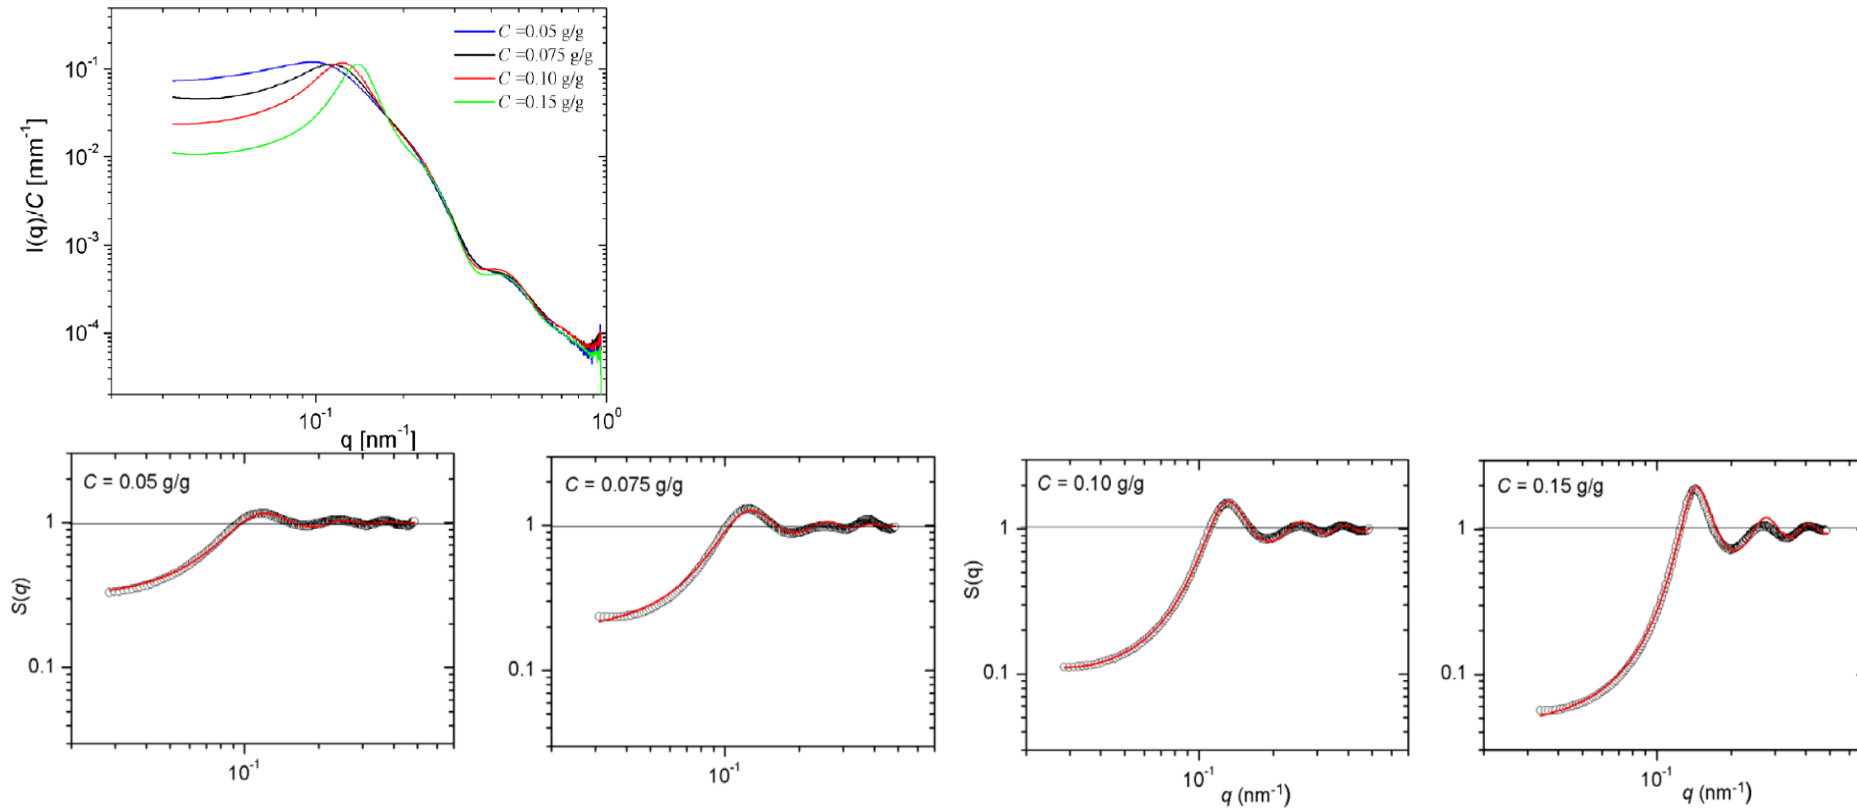 C =0.05 g/g
C =0.075 g/g
C =0.10 g/g
C =0.15 g/g
I(q)/C [mm⁻¹]
10⁻¹
10⁻²
10⁻³
10⁻⁴
10⁻¹
10⁰
q [nm⁻¹]
C = 0.05 g/g
S(q)
1
0.1
10⁻¹
C = 0.075 g/g
1
0.1
10⁻¹
C = 0.10 g/g
S(q)
1
0.1
10⁻¹
q (nm⁻¹)
C = 0.15 g/g
1
0.1
10⁻¹
q (nm⁻¹)